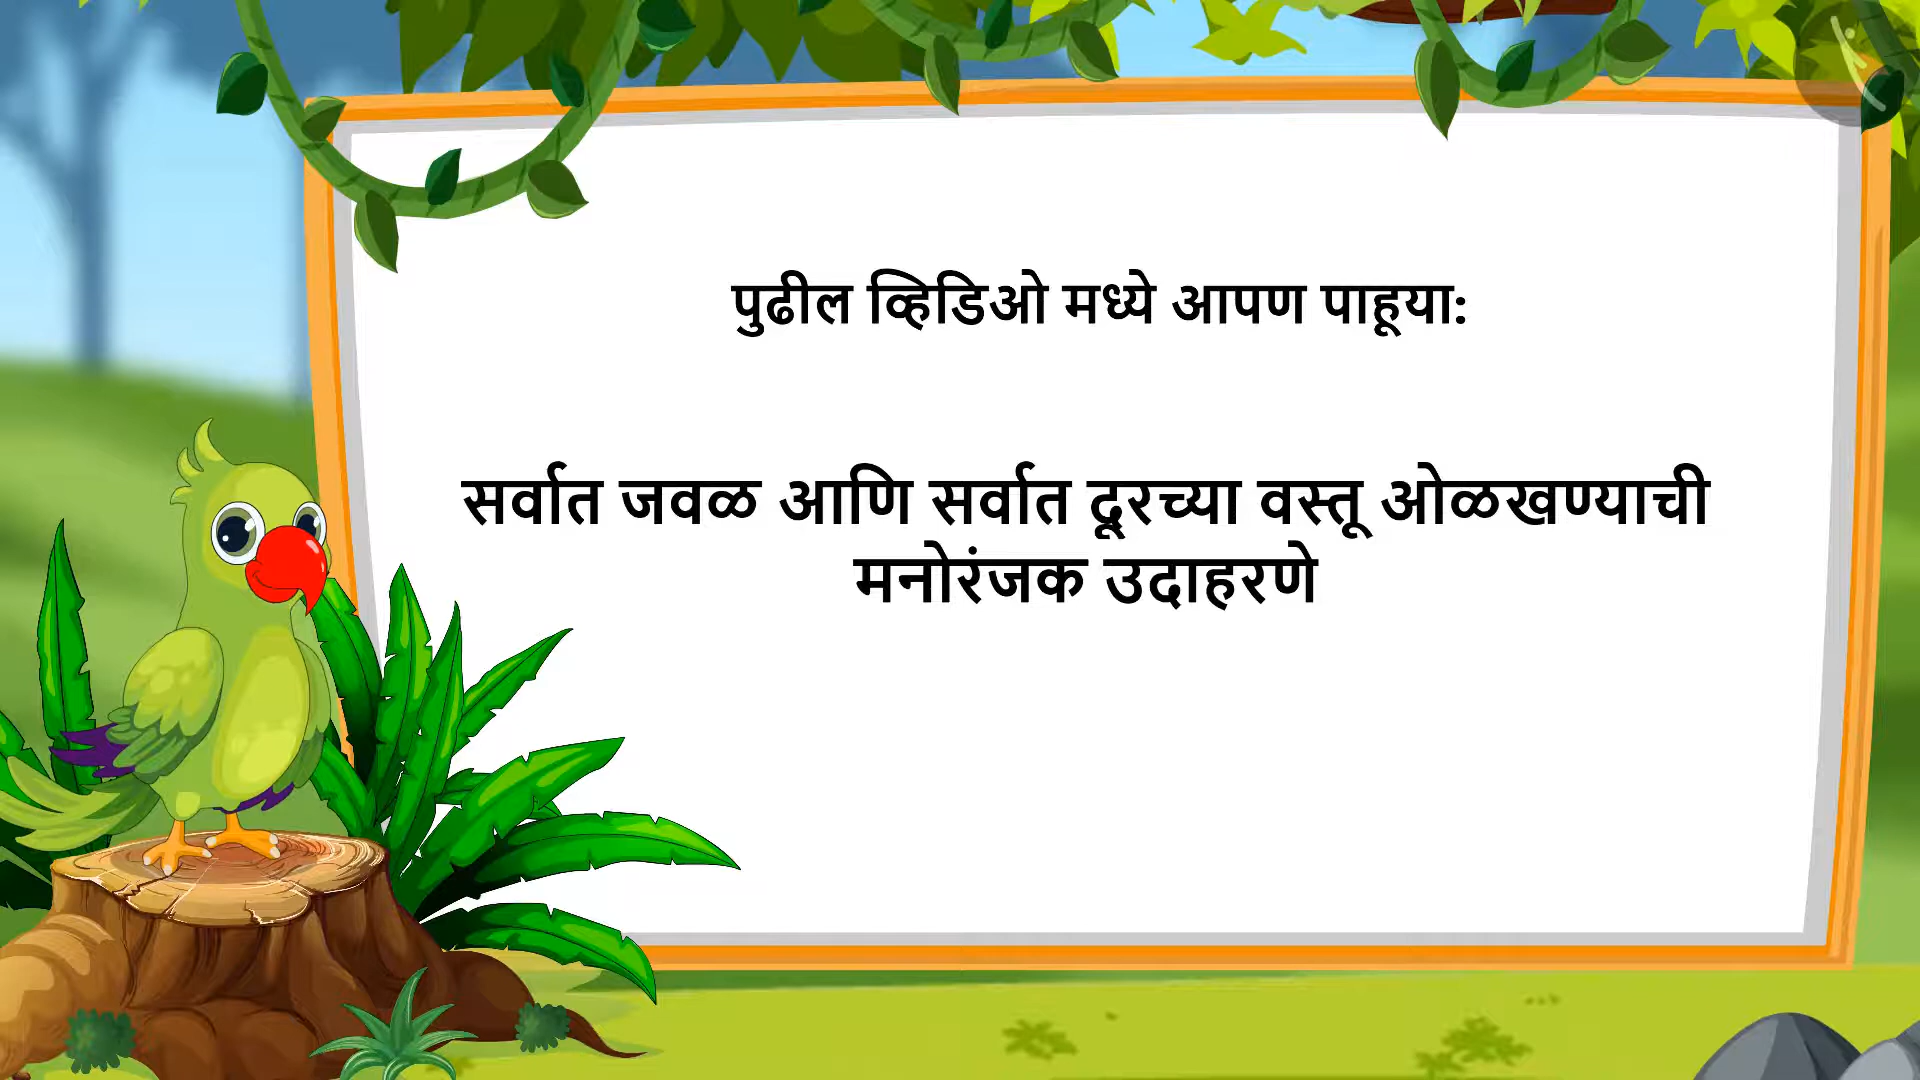 पुढील व्हिडिओ मध्ये आपण पाहूया:
सर्वात जवळ आणि सर्वात दूरच्या वस्तू ओळखण्याची
मनोरंजक उदाहरणे